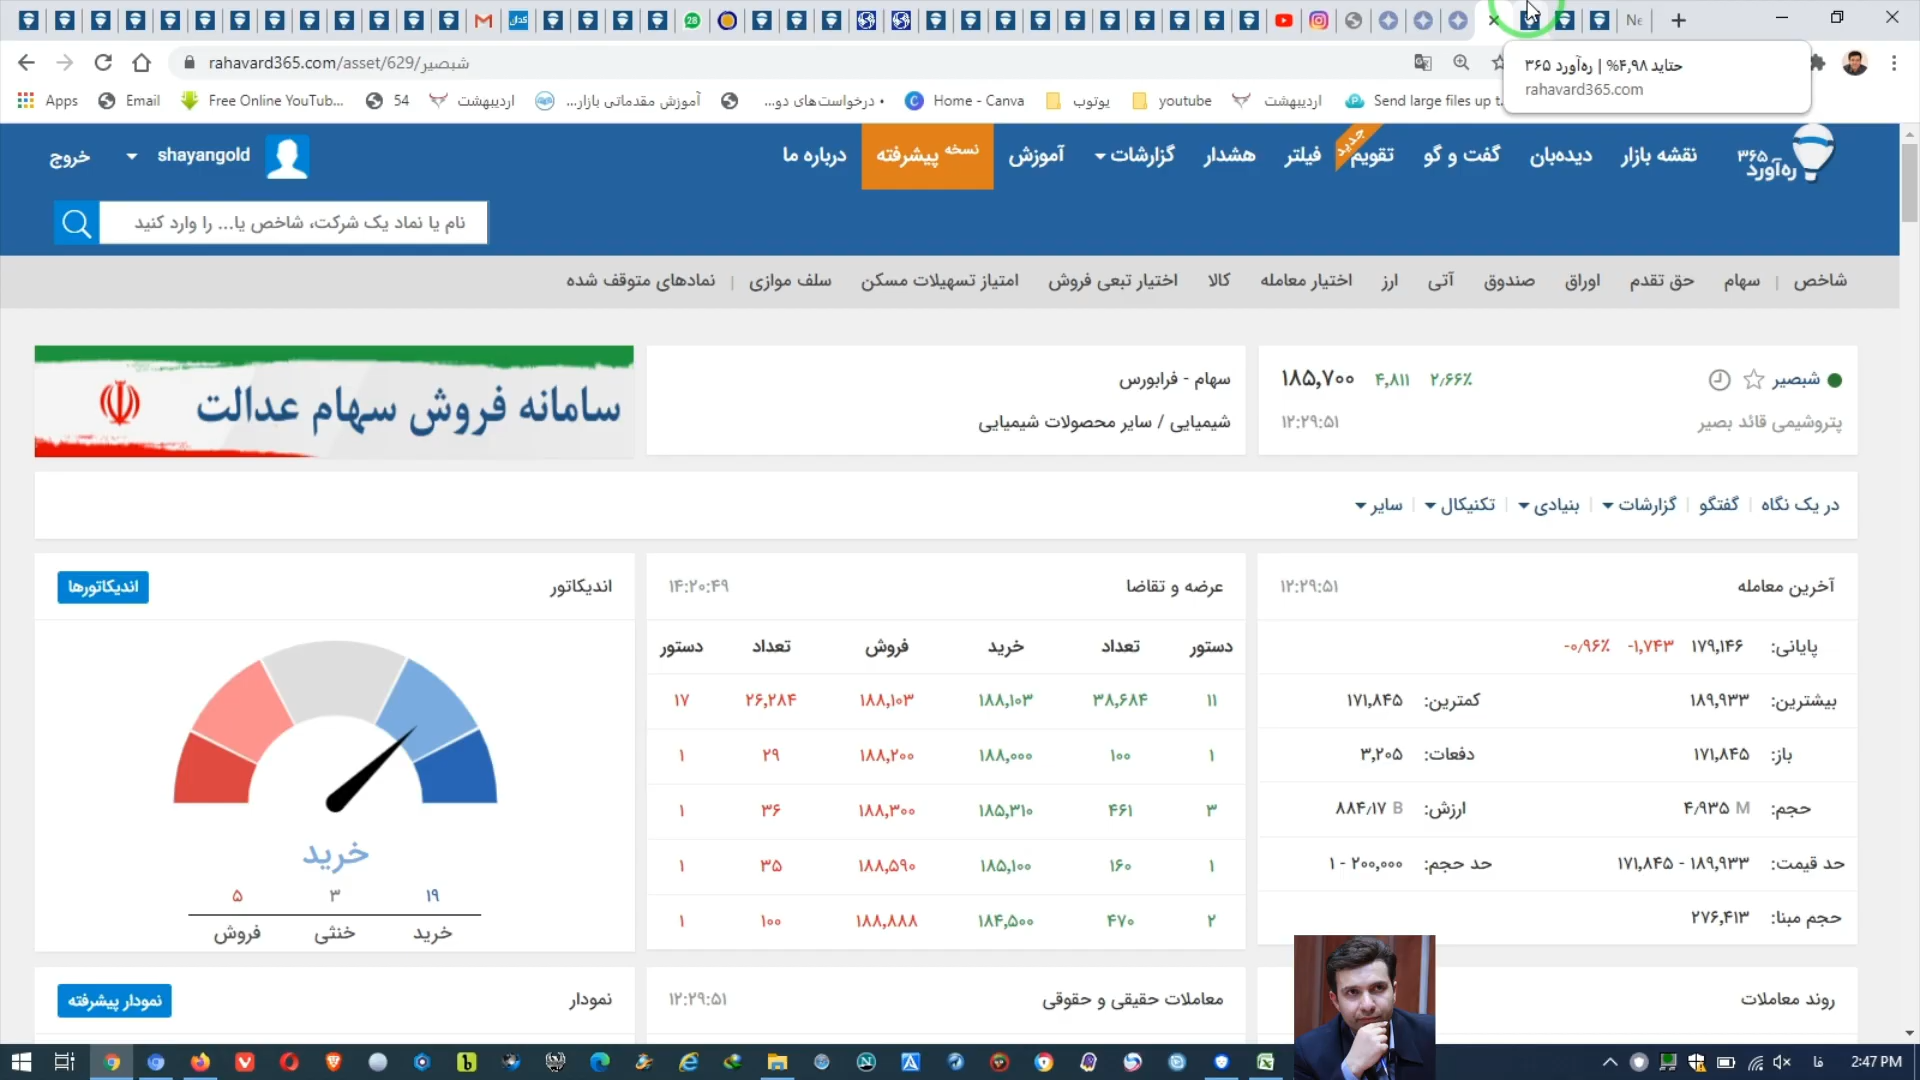 Ne
rahavard365.com/asset/629/شبصیر
حتاید ۴,۹۸% | ره‌آورد ۳۶۵
rahavard365.com
Apps
Email
Free Online YouTub...
54
اردیبهشت
آموزش مقدماتی بازار...
درخواست‌های دو...
Home - Canva
یوتوب
youtube
اردیبهشت
Send large files up t
ره‌آورد ۳۶۵
نقشه بازار
دیده‌بان
گفت و گو
تقویم
جدید
فیلتر
هشدار
گزارشات
آموزش
نسخه پیشرفته
درباره ما
shayangold
خروج
نام یا نماد یک شرکت، شاخص یا... را وارد کنید
شاخص | سهام حق تقدم اوراق صندوق آتی ارز اختیار معامله کالا اختیار تبعی فروش امتیاز تسهیلات مسکن سلف موازی | نمادهای متوقف شده
شبصیر
۱۸۵,۷۰۰ ۴,۸۱۱ ۲٫۶۶٪
پتروشیمی قائد بصیر
۱۲:۲۹:۵۱
سهام - فرابورس
شیمیایی / سایر محصولات شیمیایی
سامانه فروش سهام عدالت
در یک نگاه | گفتگو | گزارشات | بنیادی | تکنیکال | سایر
آخرین معامله
۱۲:۲۹:۵۱
پایانی: ۱۷۹,۱۴۶ -۱,۷۴۳ -۰٫۹۶٪
بیشترین: ۱۸۹,۹۳۳ کمترین: ۱۷۱,۸۴۵
باز: ۱۷۱,۸۴۵ دفعات: ۳,۲۰۵
حجم: ۴٫۹۳۵ M ارزش: ۸۸۴٫۱۷ B
حد قیمت: ۱۷۱,۸۴۵ - ۱۸۹,۹۳۳ حد حجم: ۱ - ۲۰۰,۰۰۰
حجم مبنا: ۲۷۶,۴۱۳
عرضه و تقاضا
۱۴:۲۰:۴۹
دستور تعداد خرید فروش تعداد دستور
۱۱ ۳۸,۶۸۴ ۱۸۸,۱۰۳ ۱۸۸,۱۰۳ ۲۶,۲۸۴ ۱۷
۱ ۱۰۰ ۱۸۸,۰۰۰ ۱۸۸,۲۰۰ ۲۹ ۱
۳ ۴۶۱ ۱۸۵,۳۱۰ ۱۸۸,۳۰۰ ۳۶ ۱
۱ ۱۶۰ ۱۸۵,۱۰۰ ۱۸۸,۵۹۰ ۳۵ ۱
۲ ۴۷۰ ۱۸۴,۵۰۰ ۱۸۸,۸۸۸ ۱۰۰ ۱
اندیکاتور
اندیکاتورها
خرید
۱۹ ۳ ۵
خرید خنثی فروش
روند معاملات
معاملات حقیقی و حقوقی
۱۲:۲۹:۵۱
نمودار
نمودار پیشرفته
فا
2:47 PM